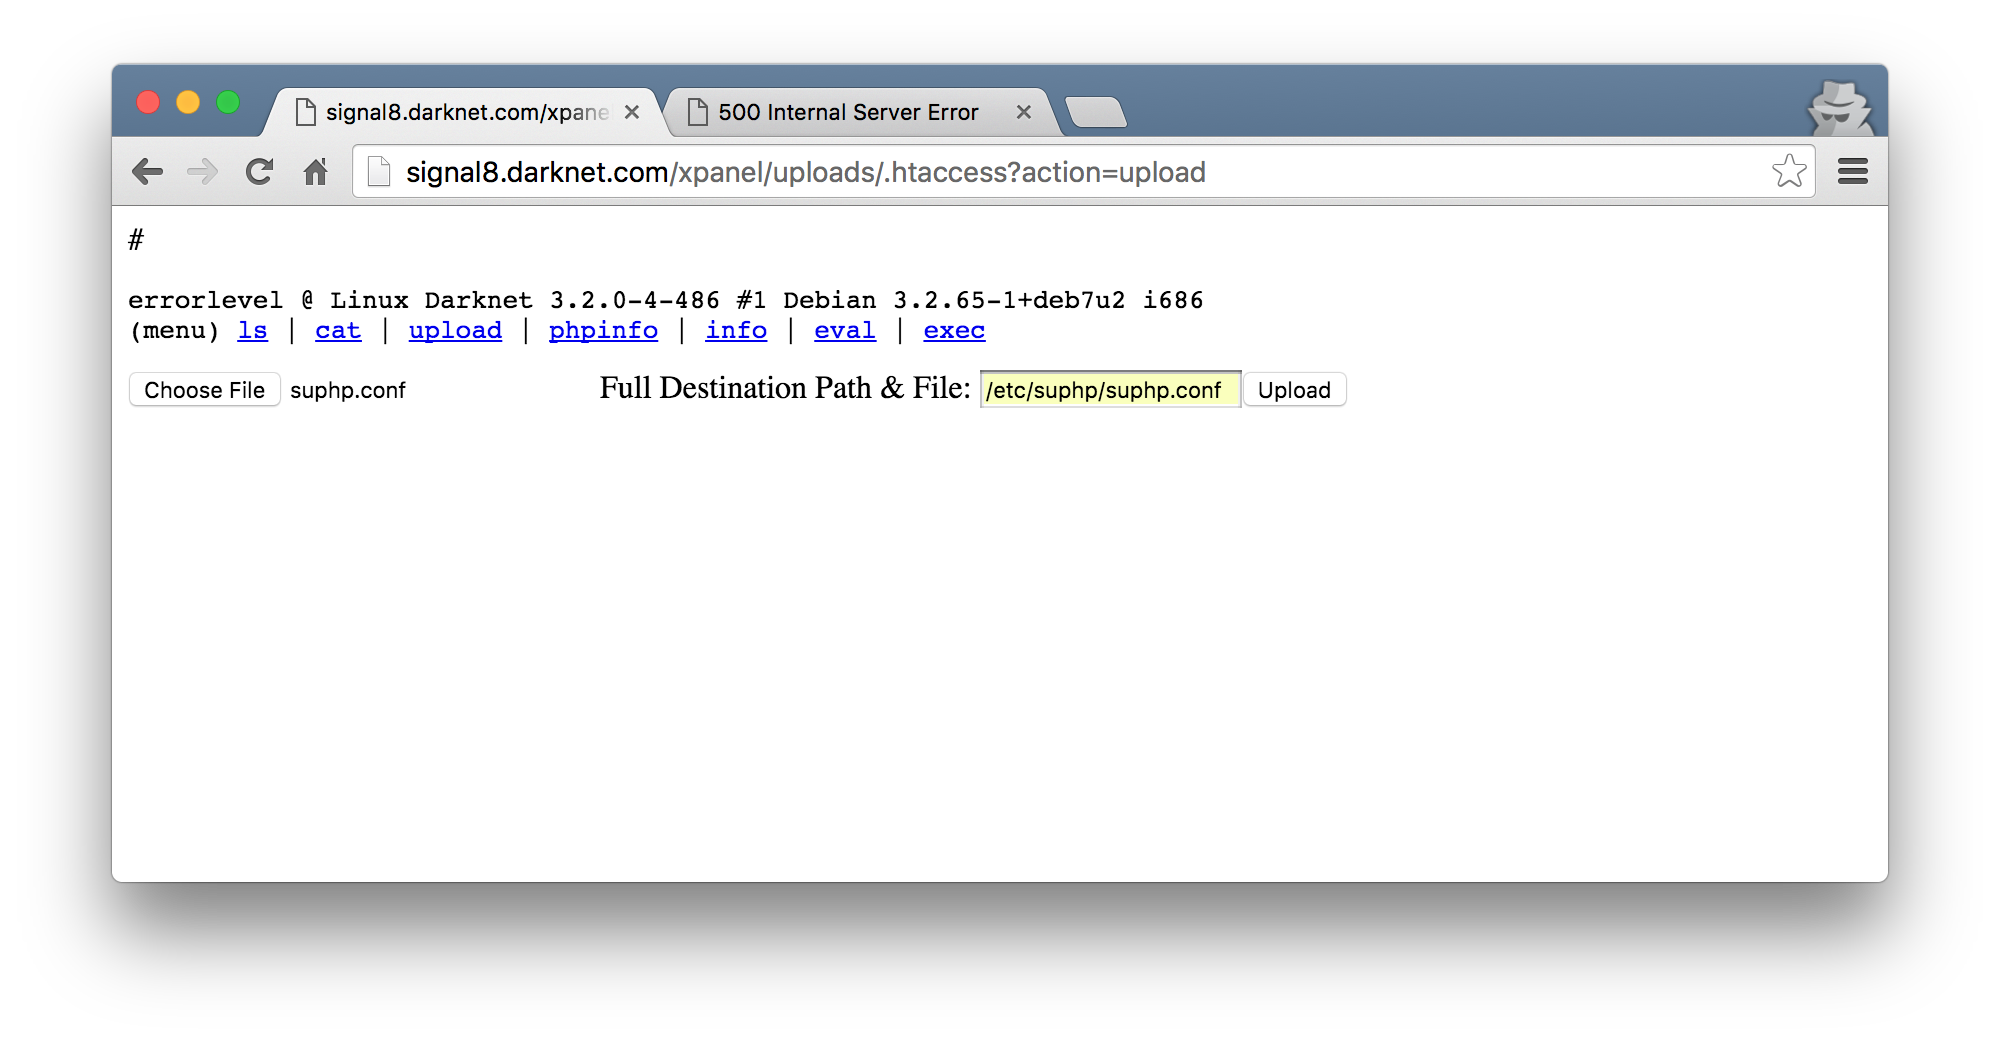 signal8.darknet.com/xpane
500 Internal Server Error
signal8.darknet.com/xpanel/uploads/.htaccess?action=upload
#
errorlevel @ Linux Darknet 3.2.0-4-486 #1 Debian 3.2.65-1+deb7u2 i686
(menu) ls | cat | upload | phpinfo | info | eval | exec
Choose File suphp.conf Full Destination Path & File: /etc/suphp/suphp.conf Upload